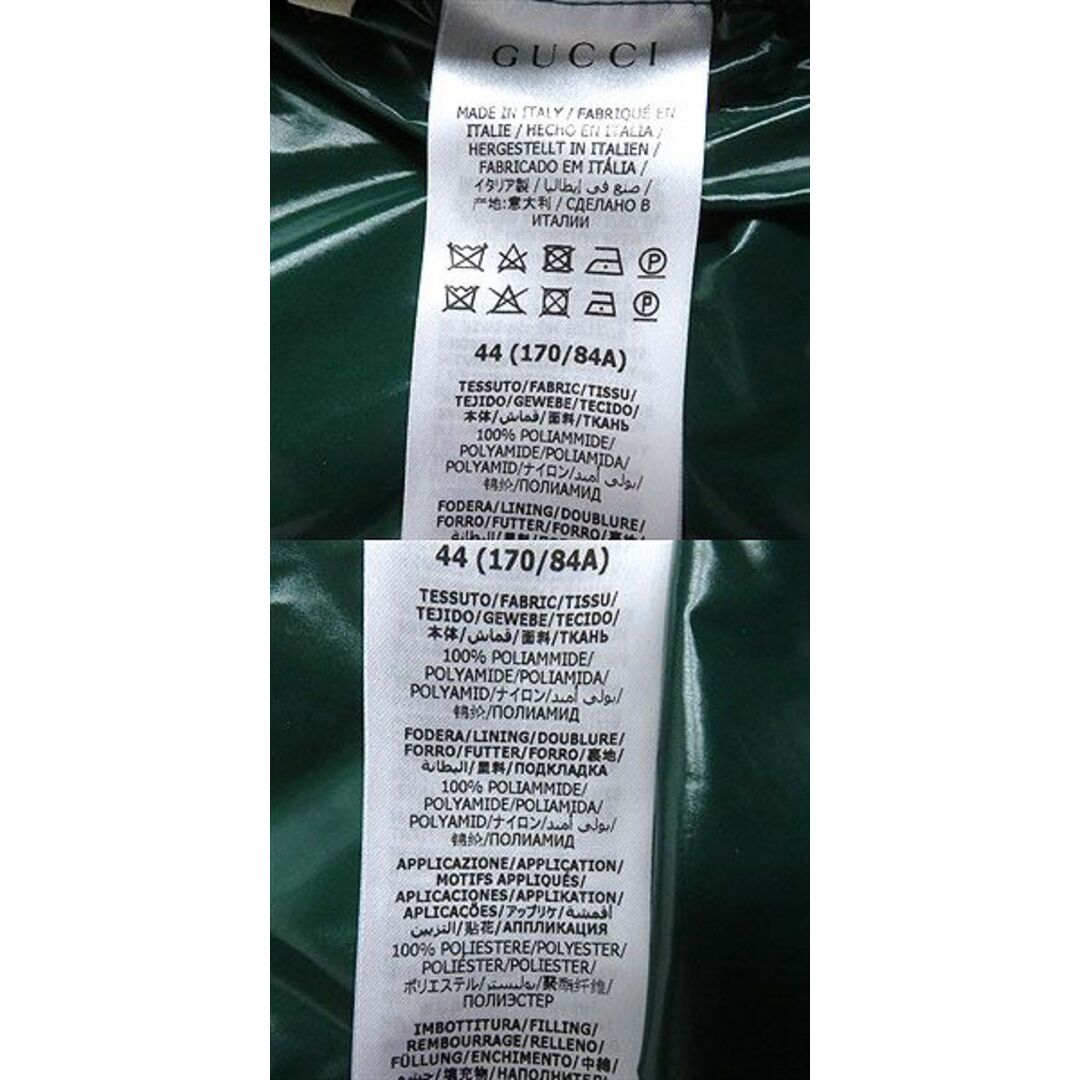 GUCCI
MADE IN ITALY / FABRIQUÉ EN
ITALIE / HECHO EN ITALIA /
HERGESTELLT IN ITALIEN /
FABRICADO EM ITÁLIA /
イタリア製 / صنع في إيطاليا /
产地:意大利 / СДЕЛАНО В
ИТАЛИИ
44 (170/84A)
TESSUTO/FABRIC/TISSU/
TEJIDO/GEWEBE/TECIDO/
本体/قماش/面料/ТКАНЬ
100% POLIAMMIDE/
POLYAMIDE/POLIAMIDA/
POLYAMID/ナイロン/بولي أميد/
锦纶/ПОЛИАМИД
FODERA/LINING/DOUBLURE/
FORRO/FUTTER/FORRO/裏地/
44 (170/84A)
TESSUTO/FABRIC/TISSU/
TEJIDO/GEWEBE/TECIDO/
本体/قماش/面料/ТКАНЬ
100% POLIAMMIDE/
POLYAMIDE/POLIAMIDA/
POLYAMID/ナイロン/بولي أميد/
锦纶/ПОЛИАМИД
FODERA/LINING/DOUBLURE/
FORRO/FUTTER/FORRO/裏地/
البطانة/里料/ПОДКЛАДКА
100% POLIAMMIDE/
POLYAMIDE/POLIAMIDA/
POLYAMID/ナイロン/بولي أميد/
锦纶/ПОЛИАМИД
APPLICAZIONE/APPLICATION/
MOTIFS APPLIQUÉS/
APLICACIONES/APPLIKATION/
APLICAÇÕES/アップリケ/أقمشة
التزيين/贴花/АППЛИКАЦИЯ
100% POLIESTERE/POLYESTER/
POLIÉSTER/POLIESTER/
ポリエステル/بوليستر/聚酯纤维/
ПОЛИЭСТЕР
IMBOTTITURA/FILLING/
REMBOURRAGE/RELLENO/
FÜLLUNG/ENCHIMENTO/中綿/
填充物/НАПОЛНИТЕЛ